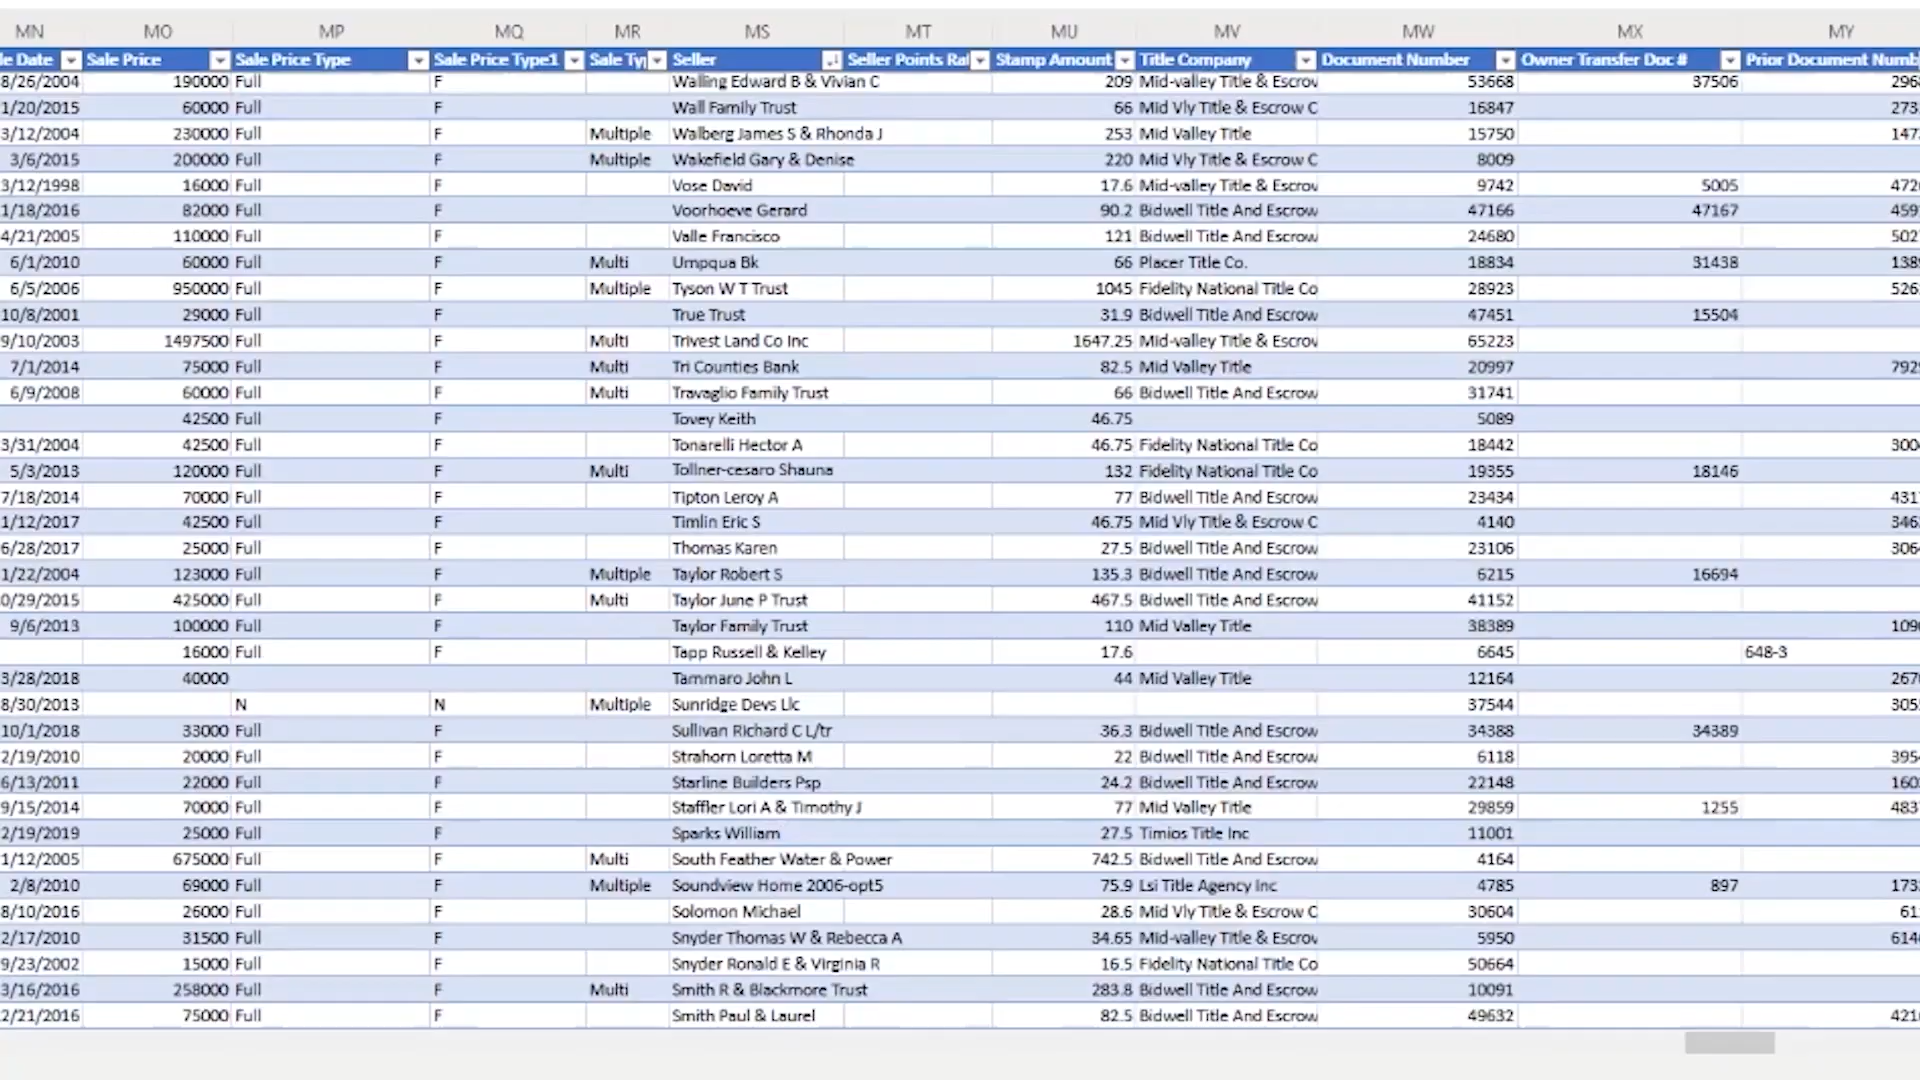 MN MO MP MQ MR MS MT MU MV MW MX MY
le Date Sale Price Sale Price Type Sale Price Type1 Sale Ty Seller Seller Points Ra Stamp Amount Title Company Document Number Owner Transfer Doc # Prior Document Numb
8/26/2004 190000 Full F Walling Edward B & Vivian C 209 Mid-valley Title & Escrow 53668 37506 296
1/20/2015 60000 Full F Wall Family Trust 66 Mid Vly Title & Escrow C 16847 273
3/12/2004 230000 Full F Multiple Walberg James S & Rhonda J 253 Mid Valley Title 15750 147
3/6/2015 200000 Full F Multiple Wakefield Gary & Denise 220 Mid Vly Title & Escrow C 8009
3/12/1998 16000 Full F Vose David 17.6 Mid-valley Title & Escrow 9742 5005 472
1/18/2016 82000 Full F Voorhoeve Gerard 90.2 Bidwell Title And Escrow 47166 47167 459
4/21/2005 110000 Full F Valle Francisco 121 Bidwell Title And Escrow 24680 502
6/1/2010 60000 Full F Multi Umpqua Bk 66 Placer Title Co. 18834 31438 138
6/5/2006 950000 Full F Multiple Tyson W T Trust 1045 Fidelity National Title Co 28923 526
10/8/2001 29000 Full F True Trust 31.9 Bidwell Title And Escrow 47451 15504
9/10/2003 1497500 Full F Multi Trivest Land Co Inc 1647.25 Mid-valley Title & Escrow 65223
7/1/2014 75000 Full F Multi Tri Counties Bank 82.5 Mid Valley Title 20997 792
6/9/2008 60000 Full F Multi Travaglio Family Trust 66 Bidwell Title And Escrow 31741
42500 Full F Tovey Keith 46.75 5089
3/31/2004 42500 Full F Tonarelli Hector A 46.75 Fidelity National Title Co 18442 300
5/3/2013 120000 Full F Multi Tollner-cesaro Shauna 132 Fidelity National Title Co 19355 18146
7/18/2014 70000 Full F Tipton Leroy A 77 Bidwell Title And Escrow 23434 431
1/12/2017 42500 Full F Timlin Eric S 46.75 Mid Vly Title & Escrow C 4140 346
6/28/2017 25000 Full F Thomas Karen 27.5 Bidwell Title And Escrow 23106 306
1/22/2004 123000 Full F Multiple Taylor Robert S 135.3 Bidwell Title And Escrow 6215 16694
0/29/2015 425000 Full F Multi Taylor June P Trust 467.5 Bidwell Title And Escrow 41152
9/6/2013 100000 Full F Taylor Family Trust 110 Mid Valley Title 38389 109
16000 Full F Tapp Russell & Kelley 17.6 6645 648-3
3/28/2018 40000 Tammaro John L 44 Mid Valley Title 12164 267
8/30/2013 N N Multiple Sunridge Devs Llc 37544 305
10/1/2018 33000 Full F Sullivan Richard C L/tr 36.3 Bidwell Title And Escrow 34388 34389
2/19/2010 20000 Full F Strahorn Loretta M 22 Bidwell Title And Escrow 6118 395
6/13/2011 22000 Full F Starline Builders Psp 24.2 Bidwell Title And Escrow 22148 160
9/15/2014 70000 Full F Staffler Lori A & Timothy J 77 Mid Valley Title 29859 1255 483
2/19/2019 25000 Full F Sparks William 27.5 Timios Title Inc 11001
1/12/2005 675000 Full F Multi South Feather Water & Power 742.5 Bidwell Title And Escrow 4164
2/8/2010 69000 Full F Multiple Soundview Home 2006-opt5 75.9 Lsi Title Agency Inc 4785 897 173
8/10/2016 26000 Full F Solomon Michael 28.6 Mid Vly Title & Escrow C 30604 61
2/17/2010 31500 Full F Snyder Thomas W & Rebecca A 34.65 Mid-valley Title & Escrow 5950 614
9/23/2002 15000 Full F Snyder Ronald E & Virginia R 16.5 Fidelity National Title Co 50664
3/16/2016 258000 Full F Multi Smith R & Blackmore Trust 283.8 Bidwell Title And Escrow 10091
2/21/2016 75000 Full F Smith Paul & Laurel 82.5 Bidwell Title And Escrow 49632 421